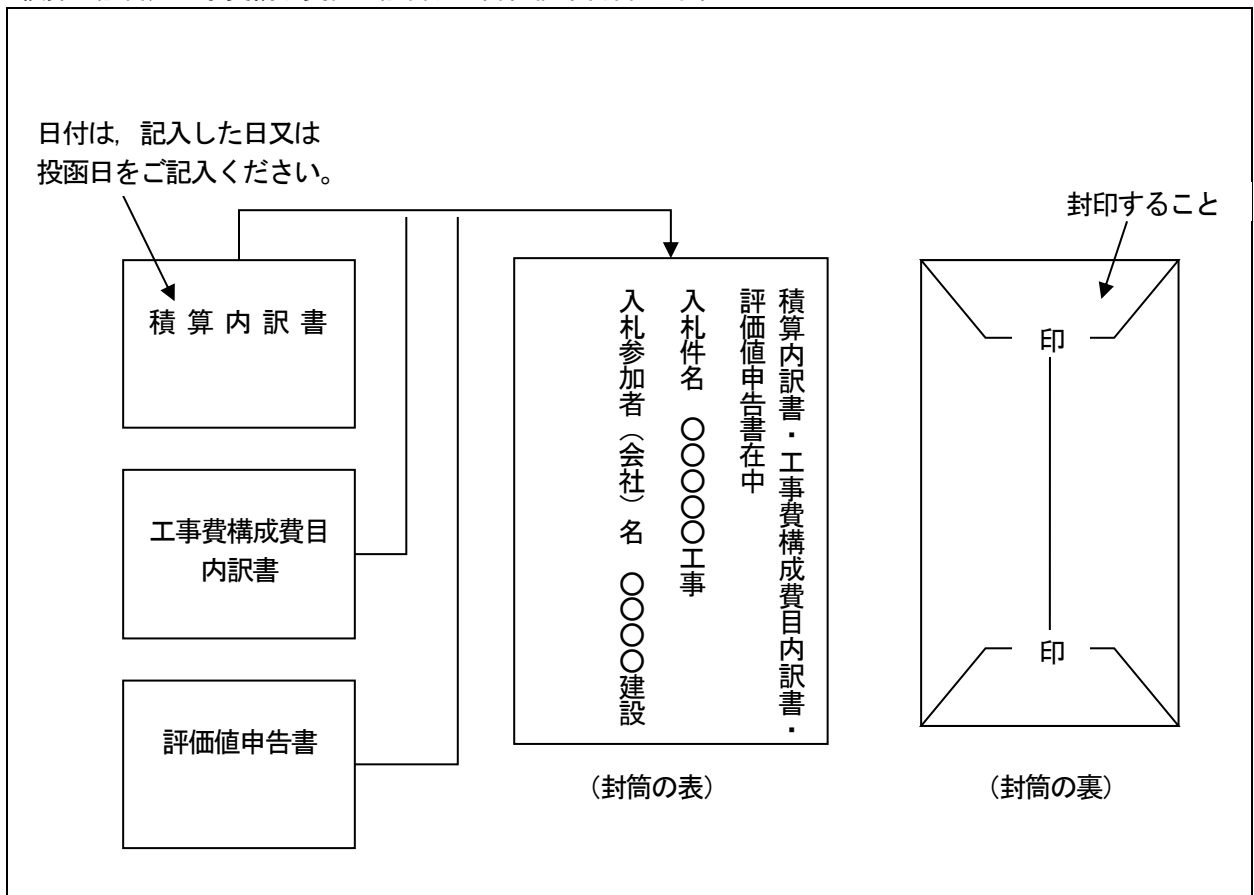 日付は，記入した日又は
投函日をご記入ください。
封印すること
積 算 内 訳 書
工事費構成費目
内訳書
評価値申告書
積算内訳書・工事費構成費目内訳書・
評価値申告書在中
入札件名　〇〇〇〇〇工事
入札参加者（会社）名　〇〇〇〇建設
（封筒の表）
印
印
（封筒の裏）